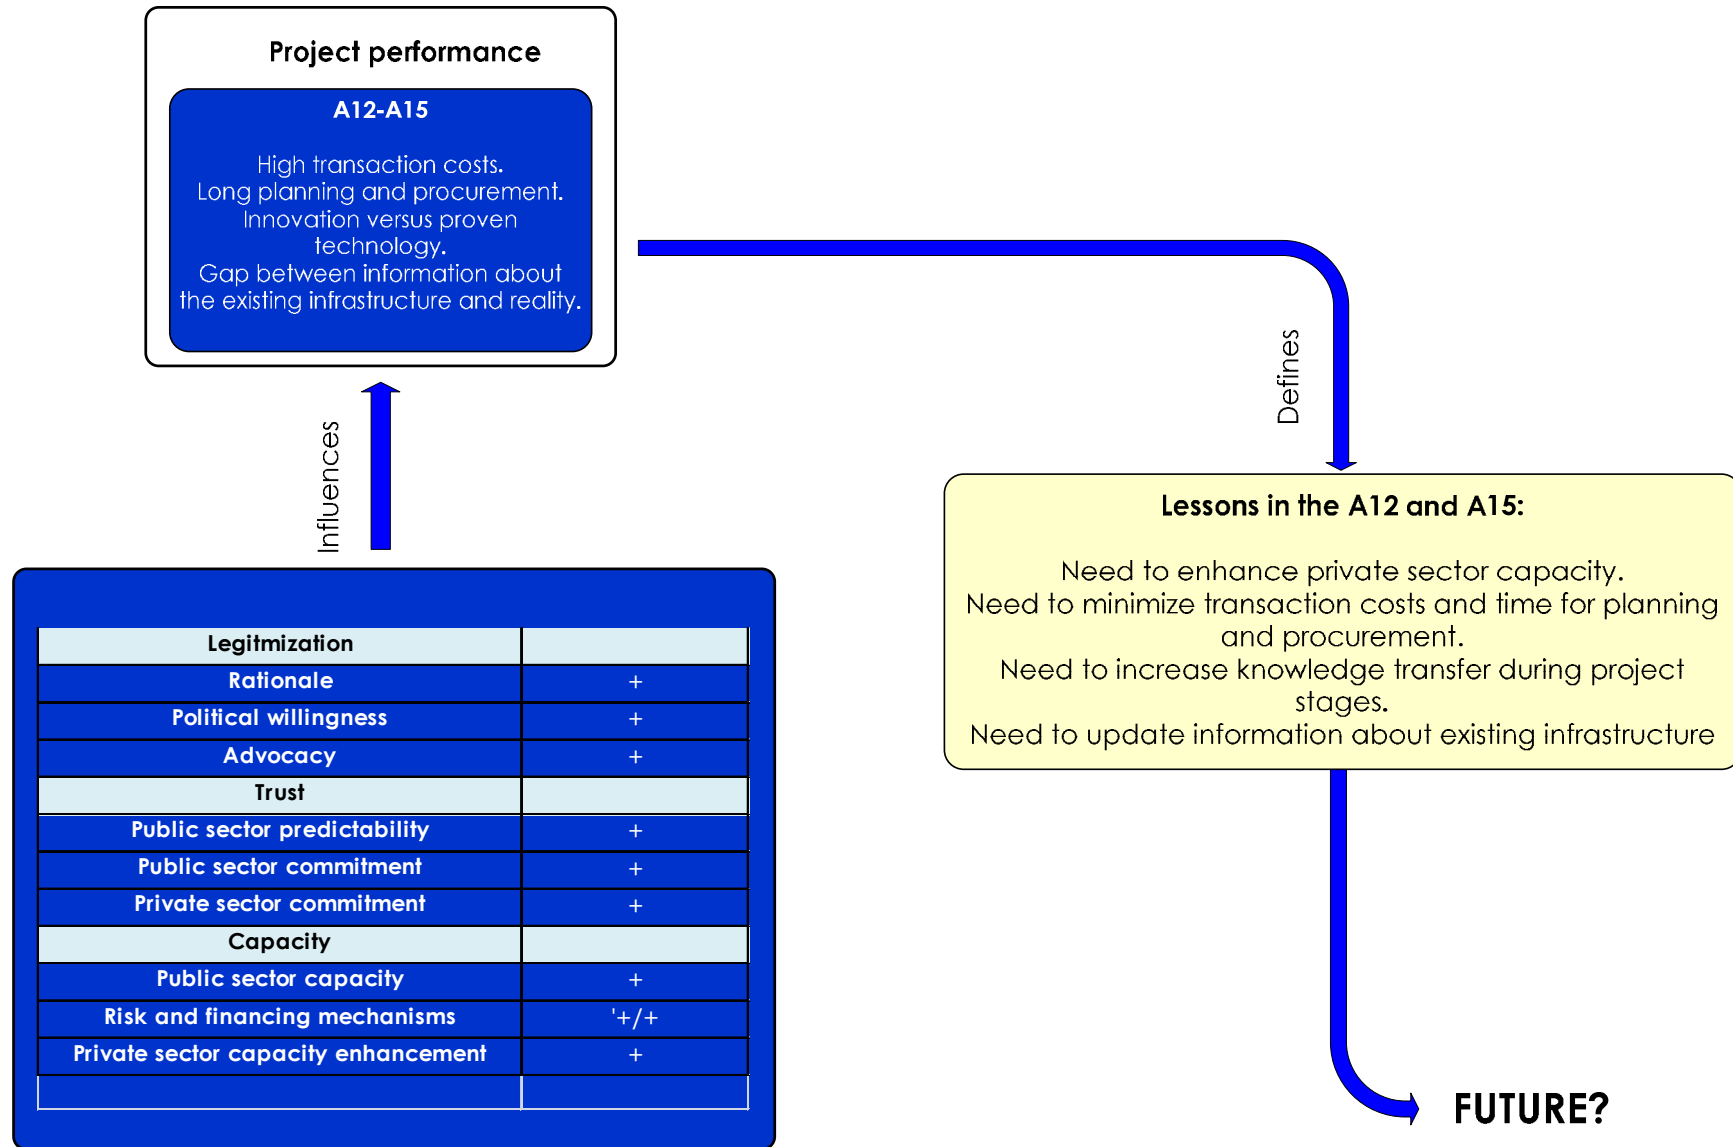 Project performance
A12-A15
High transaction costs.
Long planning and procurement.
Innovation versus proven
technology.
Gap between information about
the existing infrastructure and reality.
Influences
Defines
Legitmization
Rationale +
Political willingness +
Advocacy +
Trust
Public sector predictability +
Public sector commitment +
Private sector commitment +
Capacity
Public sector capacity +
Risk and financing mechanisms '+/+
Private sector capacity enhancement +
Lessons in the A12 and A15:
Need to enhance private sector capacity.
Need to minimize transaction costs and time for planning
and procurement.
Need to increase knowledge transfer during project
stages.
Need to update information about existing infrastructure
FUTURE?